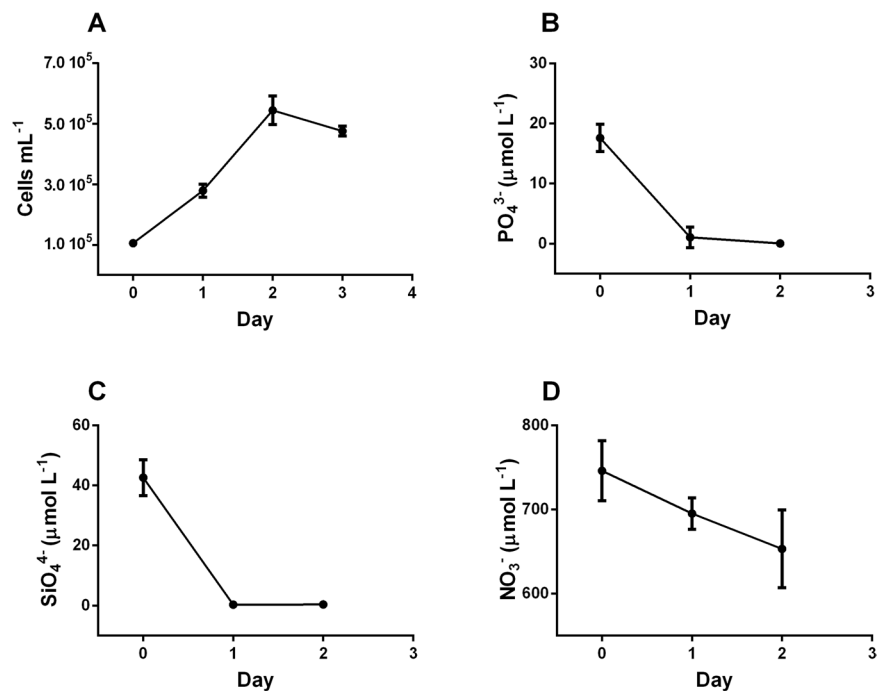 A
Cells mL⁻¹
7.0 10⁵
5.0 10⁵
3.0 10⁵
1.0 10⁵
0 1 2 3 4
Day
B
PO₄³⁻ (μmol L⁻¹)
30
20
10
0
0 1 2 3
Day
C
SiO₄⁴⁻ (μmol L⁻¹)
60
40
20
0
0 1 2 3
Day
D
NO₃⁻ (μmol L⁻¹)
800
700
600
0 1 2 3
Day